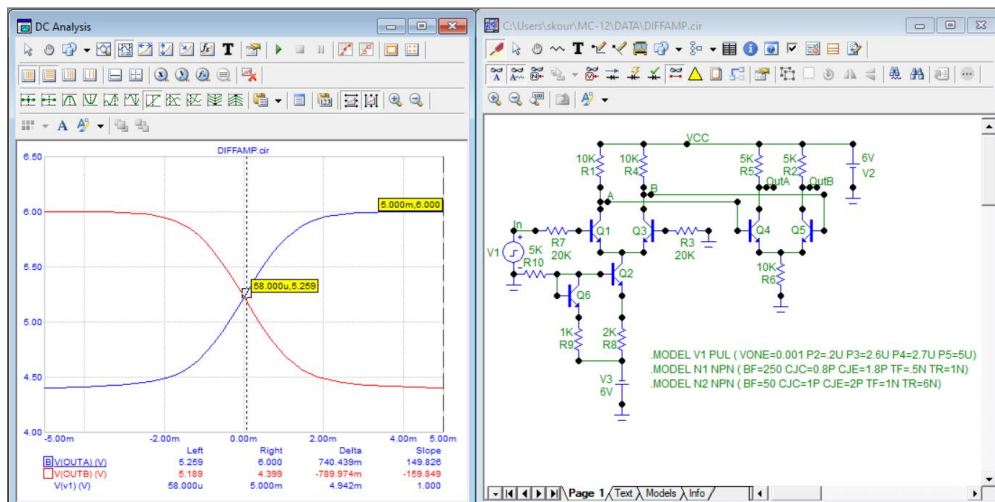 DC Analysis
DIFFAMP.cir
6.50
6.00
5.50
5.00
4.50
4.00
5.000m,6.000
58.000u,5.259
-5.00m
-2.00m
0.00m
2.00m
4.00m
5.00m
Left Right Delta Slope
B V(OUTA) (V) 5.259 6.000 740.439m 149.826
V(OUTB) (V) 5.189 4.399 -789.974m -159.849
V(v1) (V) 58.000u 5.000m 4.942m 1.000
C:\Users\skour\MC-12\DATA\DIFFAMP.cir
VCC
10K
R1
10K
R4
5K
R5
5K
R2
6V
V2
OutA
OutB
A
B
In
V1
R7
20K
Q1
Q3
R3
20K
Q4
Q5
5K
R10
Q2
10K
R6
Q6
1K
R9
2K
R8
V3
6V
.MODEL V1 PUL ( VONE=0.001 P2=.2U P3=2.6U P4=2.7U P5=5U)
.MODEL N1 NPN ( BF=250 CJC=0.8P CJE=1.8P TF=.5N TR=1N)
.MODEL N2 NPN ( BF=50 CJC=1P CJE=2P TF=1N TR=6N)
Page 1 Text Models Info